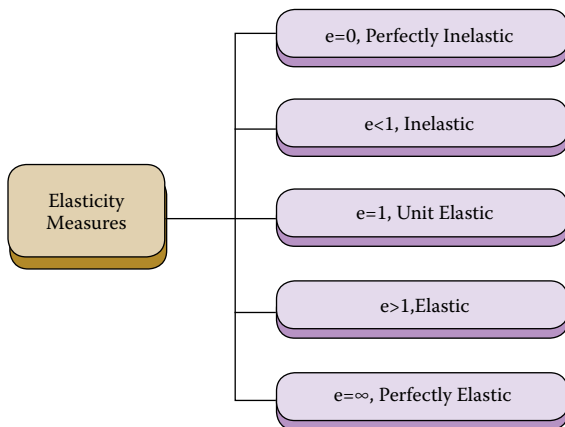 e=0, Perfectly Inelastic
e<1, Inelastic
Elasticity
Measures
e=1, Unit Elastic
e>1,Elastic
e=∞, Perfectly Elastic